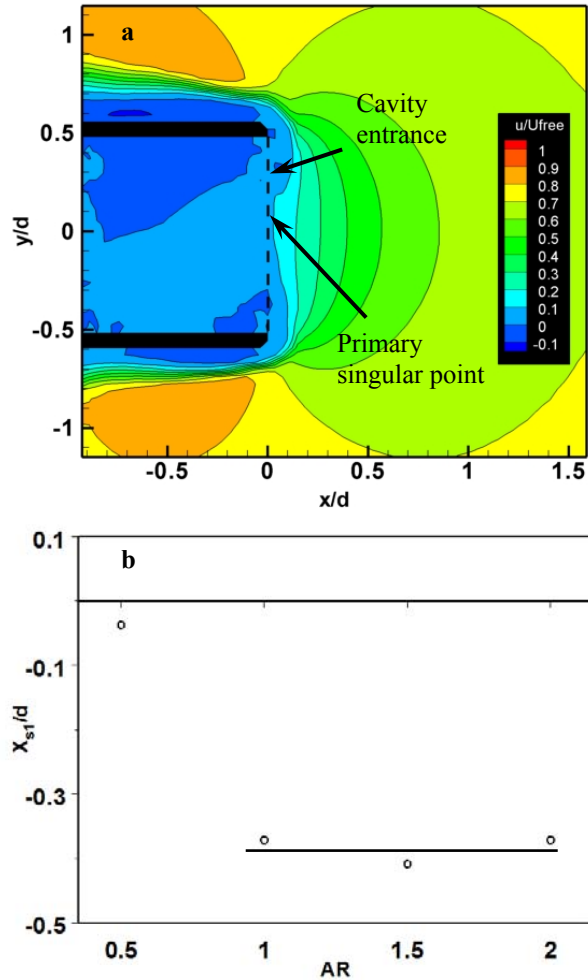 a
1
0.5
0
-0.5
-1
y/d
Cavity
entrance
Primary
singular point
u/Ufree
1
0.9
0.8
0.7
0.6
0.5
0.4
0.3
0.2
0.1
0
-0.1
-0.5 0 0.5 1 1.5
x/d
b
0.1
-0.1
-0.3
-0.5
Xs1/d
0.5 1 1.5 2
AR